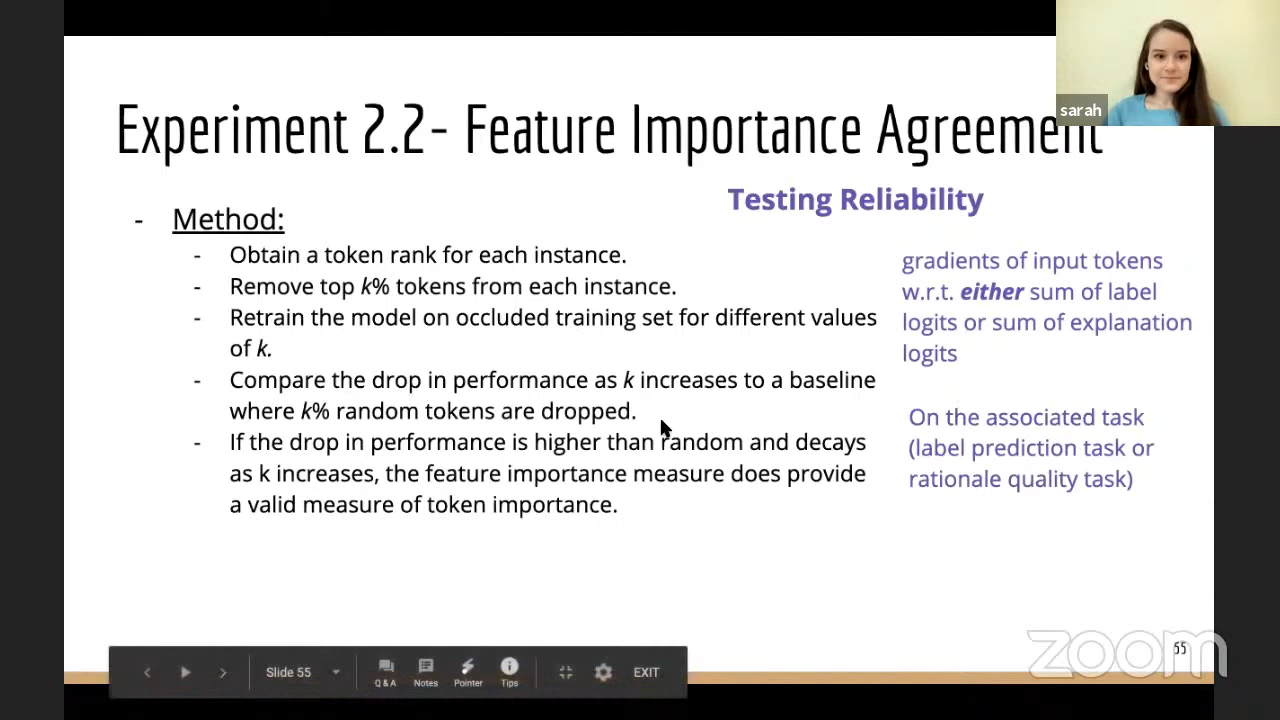 sarah
Experiment 2.2- Feature Importance Agreement
Testing Reliability
- Method:
- Obtain a token rank for each instance.
- Remove top k% tokens from each instance.
- Retrain the model on occluded training set for different values
of k.
- Compare the drop in performance as k increases to a baseline
where k% random tokens are dropped.
- If the drop in performance is higher than random and decays
as k increases, the feature importance measure does provide
a valid measure of token importance.
gradients of input tokens
w.r.t. either sum of label
logits or sum of explanation
logits
On the associated task
(label prediction task or
rationale quality task)
55
zoom
Slide 55
Q & A
Notes
Pointer
Tips
EXIT